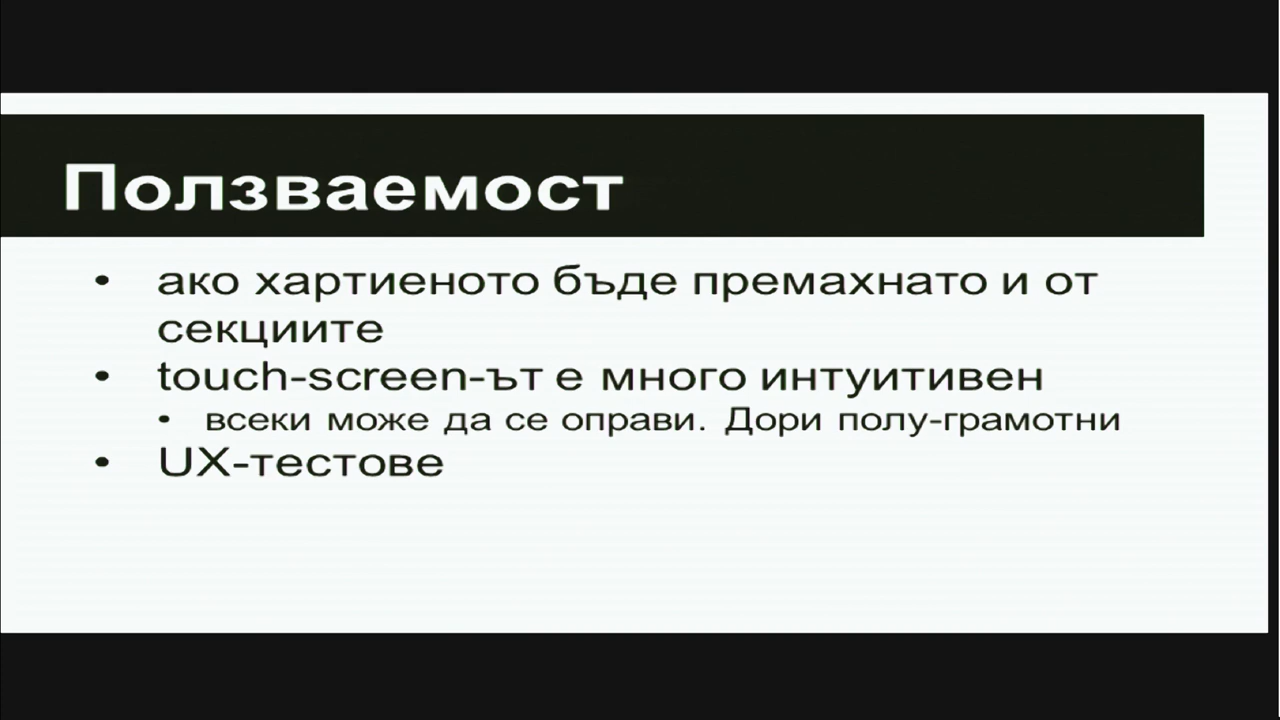 Ползваемост
• ако хартиеното бъде премахнато и от
секциите
• touch-screen-ът е много интуитивен
• всеки може да се оправи. Дори полу-грамотни
• UX-тестове